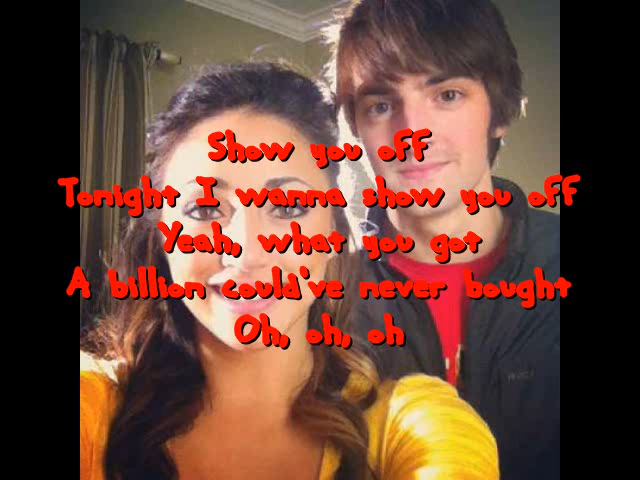 Show you off
Tonight I wanna show you off
Yeah, what you got
A billion could've never bought
Oh, oh, oh